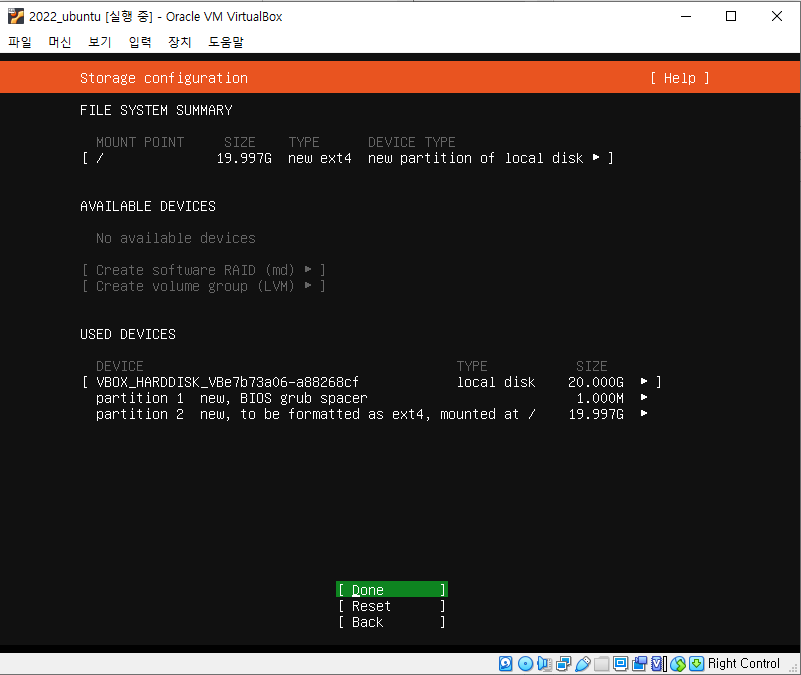 2022_ubuntu [실행 중] - Oracle VM VirtualBox
파일 머신 보기 입력 장치 도움말
Storage configuration [ Help ]
FILE SYSTEM SUMMARY
MOUNT POINT SIZE TYPE DEVICE TYPE
[ / 19.997G new ext4 new partition of local disk ▸ ]
AVAILABLE DEVICES
No available devices
[ Create software RAID (md) ▸ ]
[ Create volume group (LVM) ▸ ]
USED DEVICES
DEVICE TYPE SIZE
[ VBOX_HARDDISK_VBe7b73a06-a88268cf local disk 20.000G ▸ ]
partition 1 new, BIOS grub spacer 1.000M ▸
partition 2 new, to be formatted as ext4, mounted at / 19.997G ▸
[ Done ]
[ Reset ]
[ Back ]
Right Control